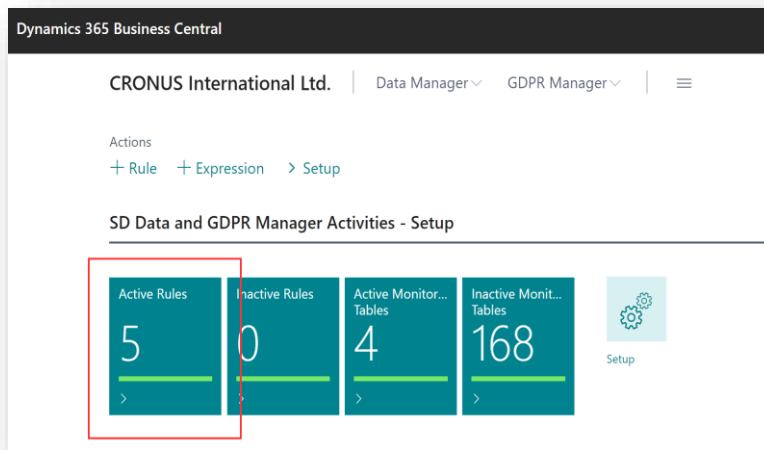 Dynamics 365 Business Central
CRONUS International Ltd. Data Manager GDPR Manager
Actions
+ Rule + Expression > Setup
SD Data and GDPR Manager Activities - Setup
Active Rules Inactive Rules Active Monitor... Inactive Monit...
Tables Tables
5 0 4 168
Setup